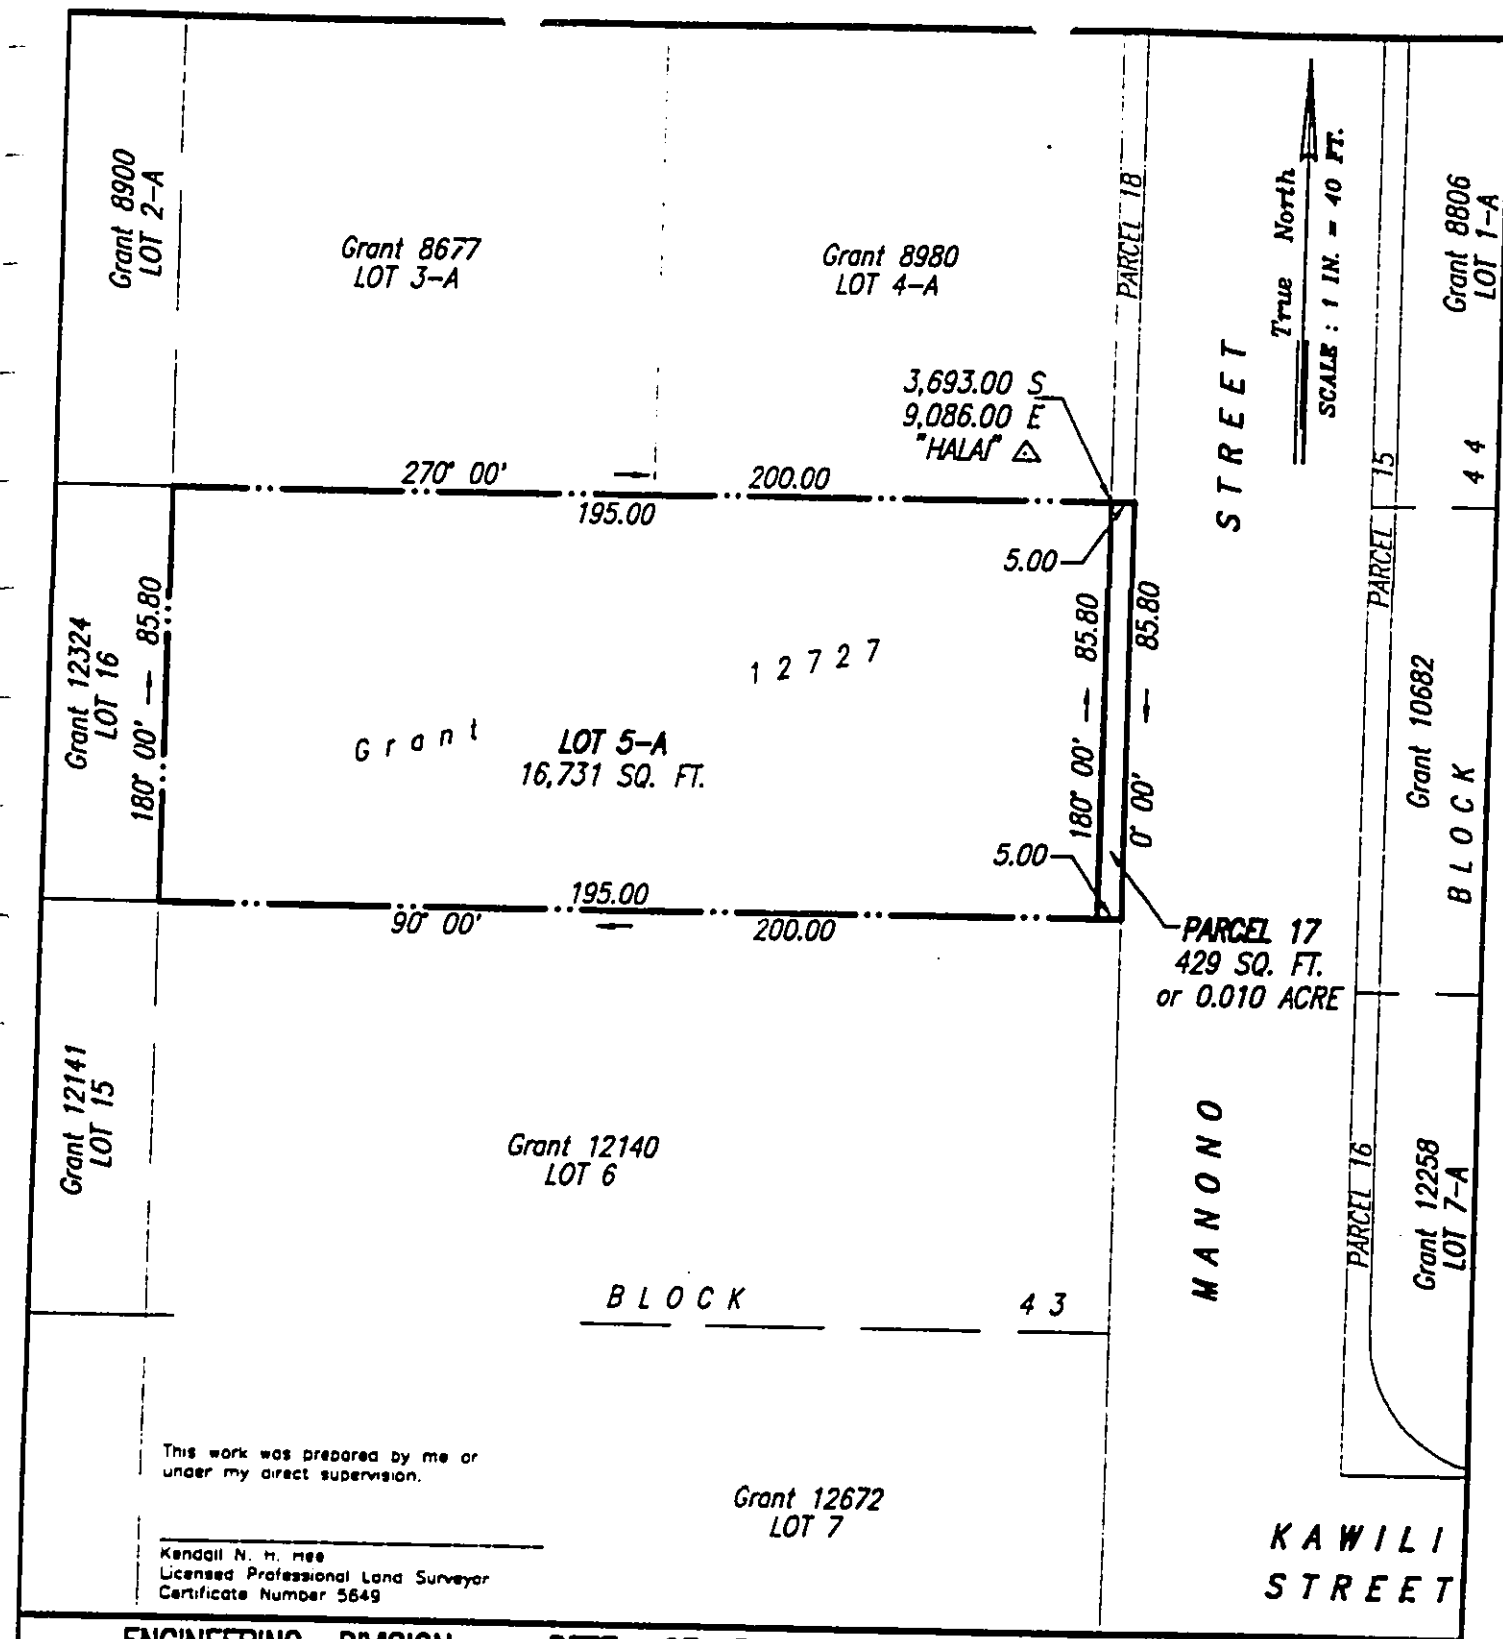 Grant 8900
LOT 2-A
Grant 8677
LOT 3-A
Grant 8980
LOT 4-A
PARCEL 18
True North
SCALE : 1 IN. = 40 FT.
Grant 8806
LOT 1-A
3,693.00 S
9,086.00 E
"HALAI"
STREET
PARCEL 15
44
270° 00'
200.00
195.00
5.00
Grant 12324
LOT 16
180° 00' 85.80
Grant 12727
LOT 5-A
16,731 SQ. FT.
180° 00' 85.80
0° 00' 85.80
Grant 10682
BLOCK
5.00
195.00
90° 00'
200.00
PARCEL 17
429 SQ. FT.
or 0.010 ACRE
Grant 12141
LOT 15
Grant 12140
LOT 6
MANONO
PARCEL 16
Grant 12258
LOT 7-A
BLOCK 43
This work was prepared by me or
under my direct supervision.
Grant 12672
LOT 7
Kendall N. H. Hee
Licensed Professional Land Surveyor
Certificate Number 5649
KAWILI
STREET
ENGINEERING DIVISION